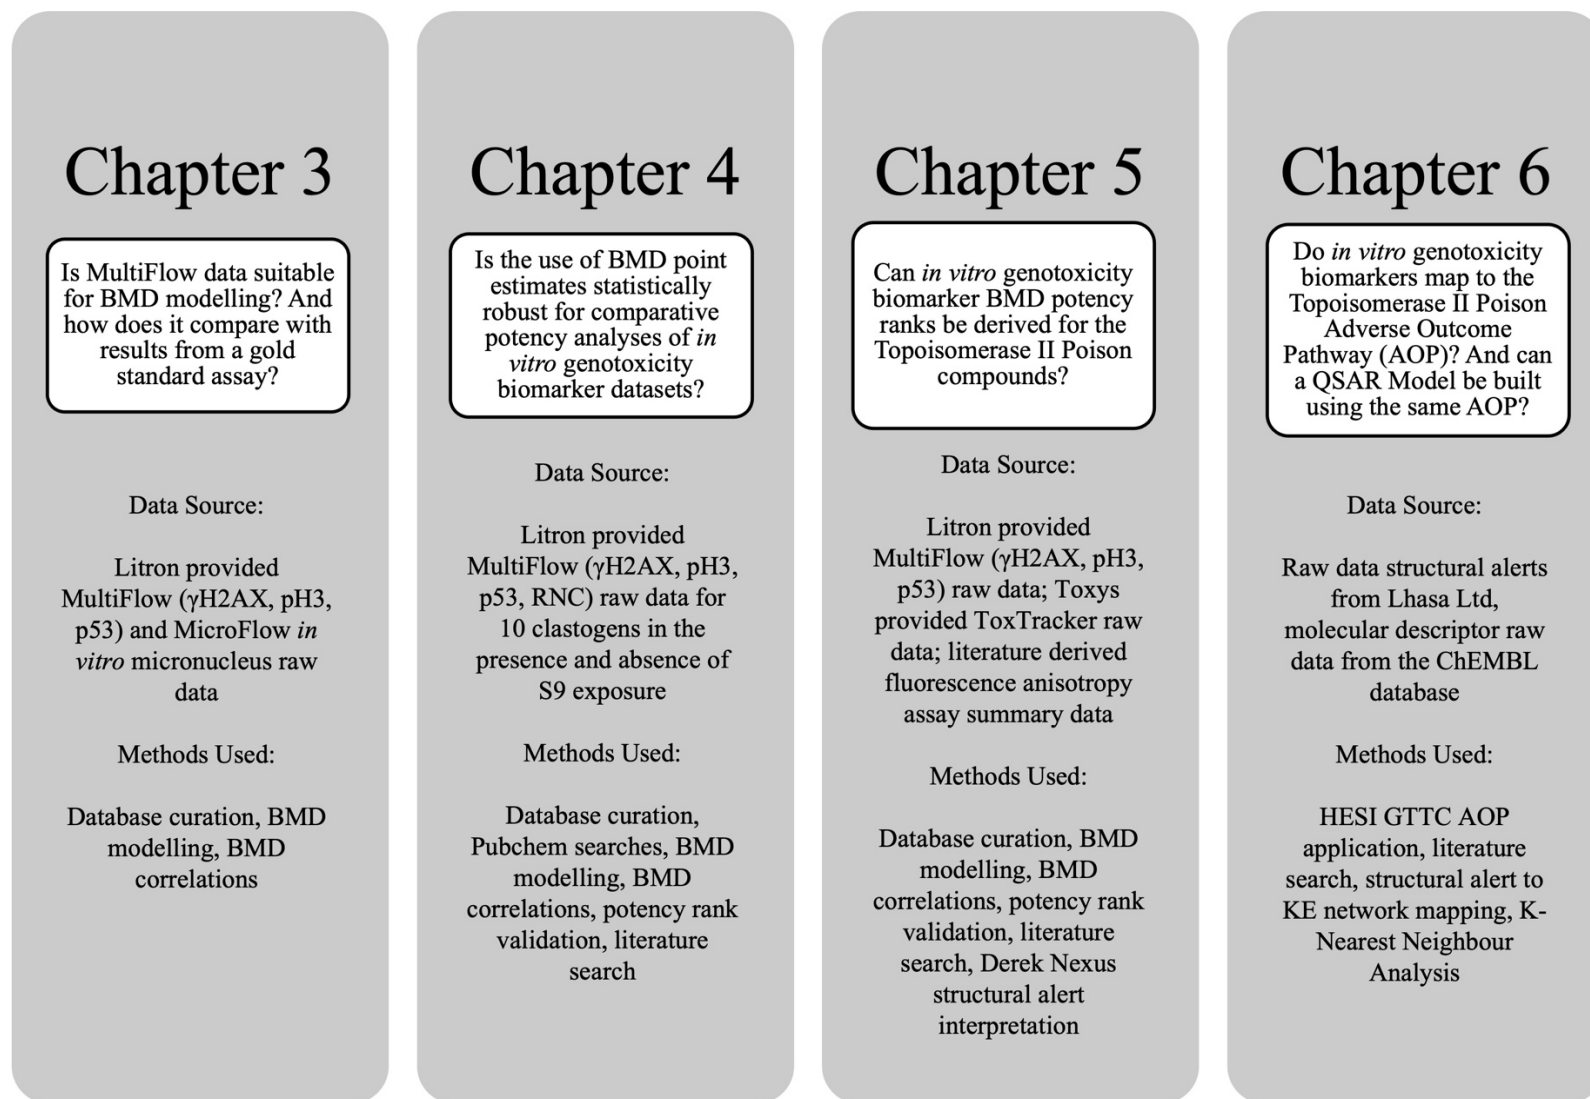 Chapter 3
Is MultiFlow data suitable
for BMD modelling? And
how does it compare with
results from a gold
standard assay?
Data Source:
Litron provided
MultiFlow (γH2AX, pH3,
p53) and MicroFlow in
vitro micronucleus raw
data
Methods Used:
Database curation, BMD
modelling, BMD
correlations
Chapter 4
Is the use of BMD point
estimates statistically
robust for comparative
potency analyses of in
vitro genotoxicity
biomarker datasets?
Data Source:
Litron provided
MultiFlow (γH2AX, pH3,
p53, RNC) raw data for
10 clastogens in the
presence and absence of
S9 exposure
Methods Used:
Database curation,
Pubchem searches, BMD
modelling, BMD
correlations, potency rank
validation, literature
search
Chapter 5
Can in vitro genotoxicity
biomarker BMD potency
ranks be derived for the
Topoisomerase II Poison
compounds?
Data Source:
Litron provided
MultiFlow (γH2AX, pH3,
p53) raw data; Toxys
provided ToxTracker raw
data; literature derived
fluorescence anisotropy
assay summary data
Methods Used:
Database curation, BMD
modelling, BMD
correlations, potency rank
validation, literature
search, Derek Nexus
structural alert
interpretation
Chapter 6
Do in vitro genotoxicity
biomarkers map to the
Topoisomerase II Poison
Adverse Outcome
Pathway (AOP)? And can
a QSAR Model be built
using the same AOP?
Data Source:
Raw data structural alerts
from Lhasa Ltd,
molecular descriptor raw
data from the ChEMBL
database
Methods Used:
HESI GTTC AOP
application, literature
search, structural alert to
KE network mapping, K-
Nearest Neighbour
Analysis